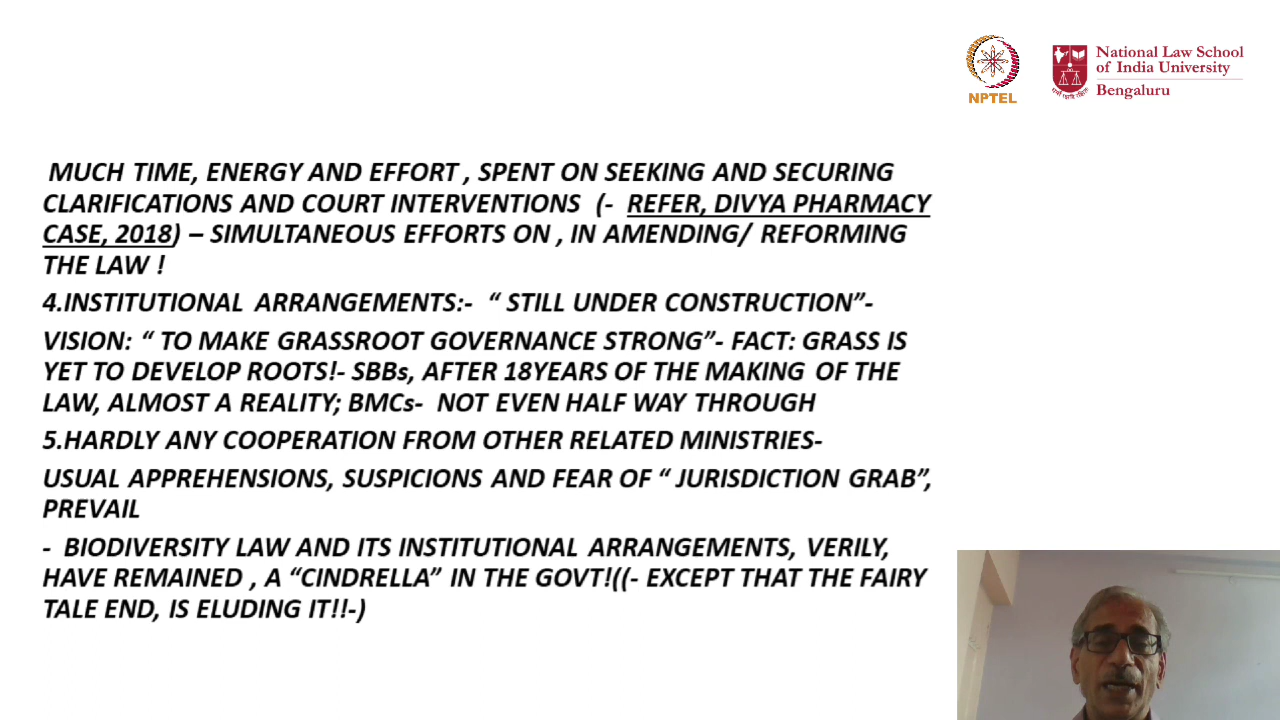 NPTEL
National Law School
of India University
Bengaluru
MUCH TIME, ENERGY AND EFFORT , SPENT ON SEEKING AND SECURING
CLARIFICATIONS AND COURT INTERVENTIONS (- REFER, DIVYA PHARMACY
CASE, 2018) – SIMULTANEOUS EFFORTS ON , IN AMENDING/ REFORMING
THE LAW !
4.INSTITUTIONAL ARRANGEMENTS:- “ STILL UNDER CONSTRUCTION”-
VISION: “ TO MAKE GRASSROOT GOVERNANCE STRONG”- FACT: GRASS IS
YET TO DEVELOP ROOTS!- SBBs, AFTER 18YEARS OF THE MAKING OF THE
LAW, ALMOST A REALITY; BMCs- NOT EVEN HALF WAY THROUGH
5.HARDLY ANY COOPERATION FROM OTHER RELATED MINISTRIES-
USUAL APPREHENSIONS, SUSPICIONS AND FEAR OF “ JURISDICTION GRAB”,
PREVAIL
- BIODIVERSITY LAW AND ITS INSTITUTIONAL ARRANGEMENTS, VERILY,
HAVE REMAINED , A “CINDRELLA” IN THE GOVT!((- EXCEPT THAT THE FAIRY
TALE END, IS ELUDING IT!!-)